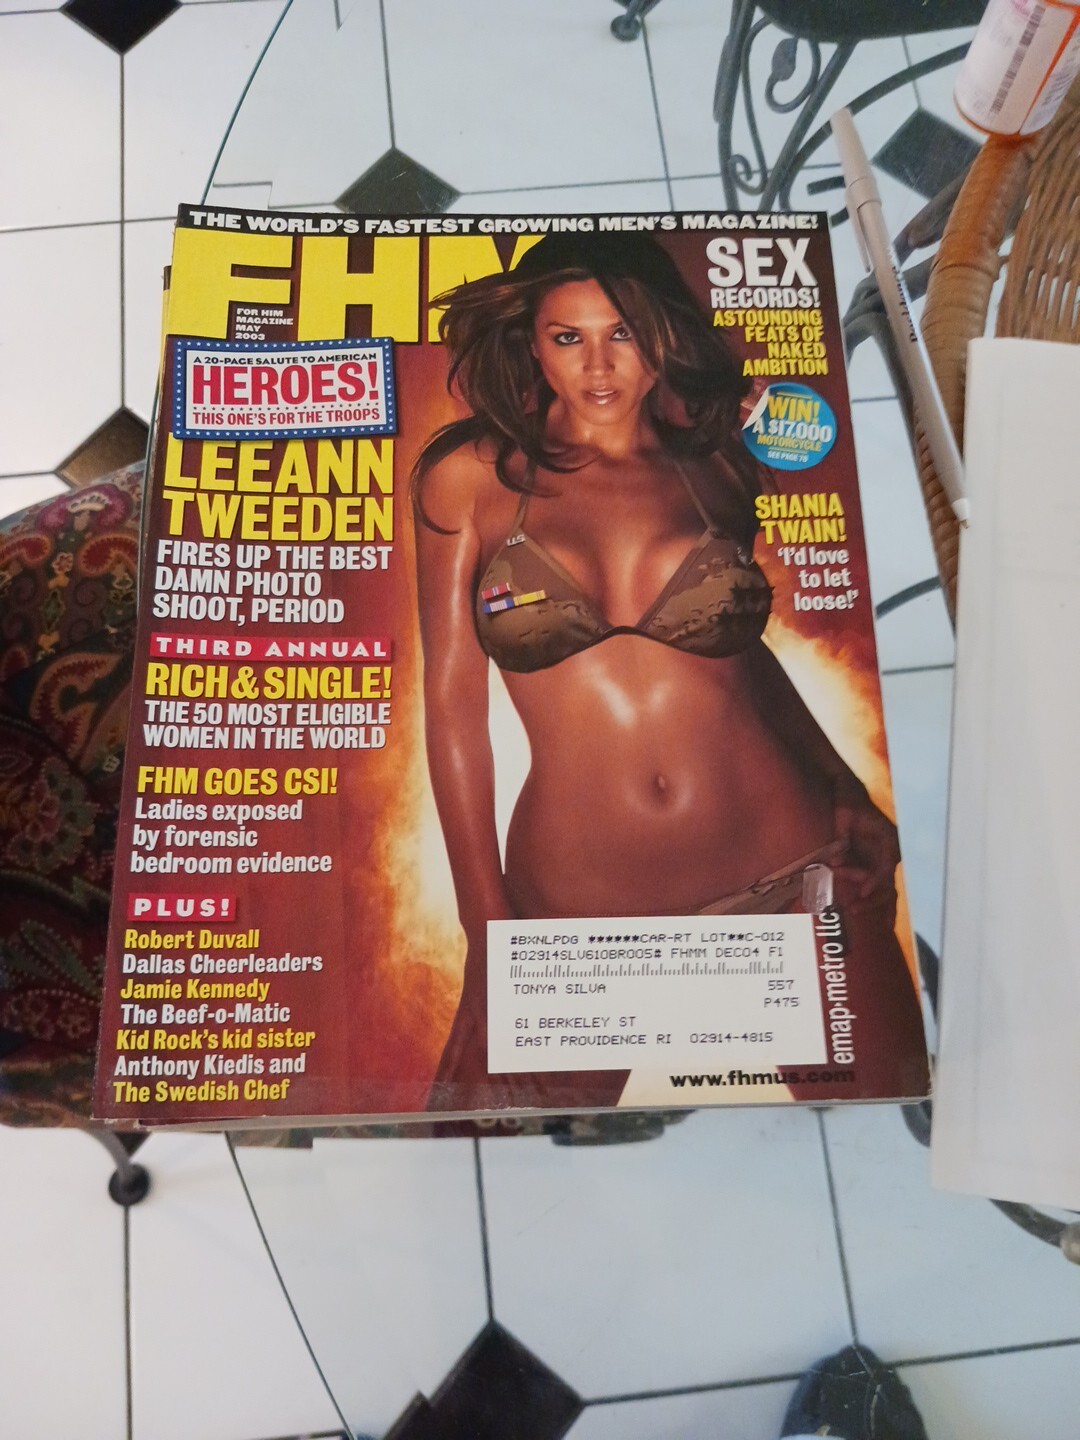 THE WORLD'S FASTEST GROWING MEN'S MAGAZINE!
FHM
FOR HIM
MAGAZINE
MAY
2003
A 20-PAGE SALUTE TO AMERICAN
HEROES!
THIS ONE'S FOR THE TROOPS
LEEANN
TWEEDEN
FIRES UP THE BEST
DAMN PHOTO
SHOOT, PERIOD
THIRD ANNUAL
RICH & SINGLE!
THE 50 MOST ELIGIBLE
WOMEN IN THE WORLD
FHM GOES CSI!
Ladies exposed
by forensic
bedroom evidence
PLUS!
Robert Duvall
Dallas Cheerleaders
Jamie Kennedy
The Beef-o-Matic
Kid Rock's kid sister
Anthony Kiedis and
The Swedish Chef
SEX
RECORDS!
ASTOUNDING
FEATS OF
NAKED
AMBITION
WIN!
A $17,000
MOTORCYCLE
SEE PAGE 70
SHANIA
TWAIN!
'I'd love
to let
loose!'
US
#BXNLPDG ******CAR-RT LOT**C-012
#02914SLV610BR005# FHMM DEC04 F1
TONYA SILVA 557
P475
61 BERKELEY ST
EAST PROVIDENCE RI 02914-4815
emap·metro llc
www.fhmus.com